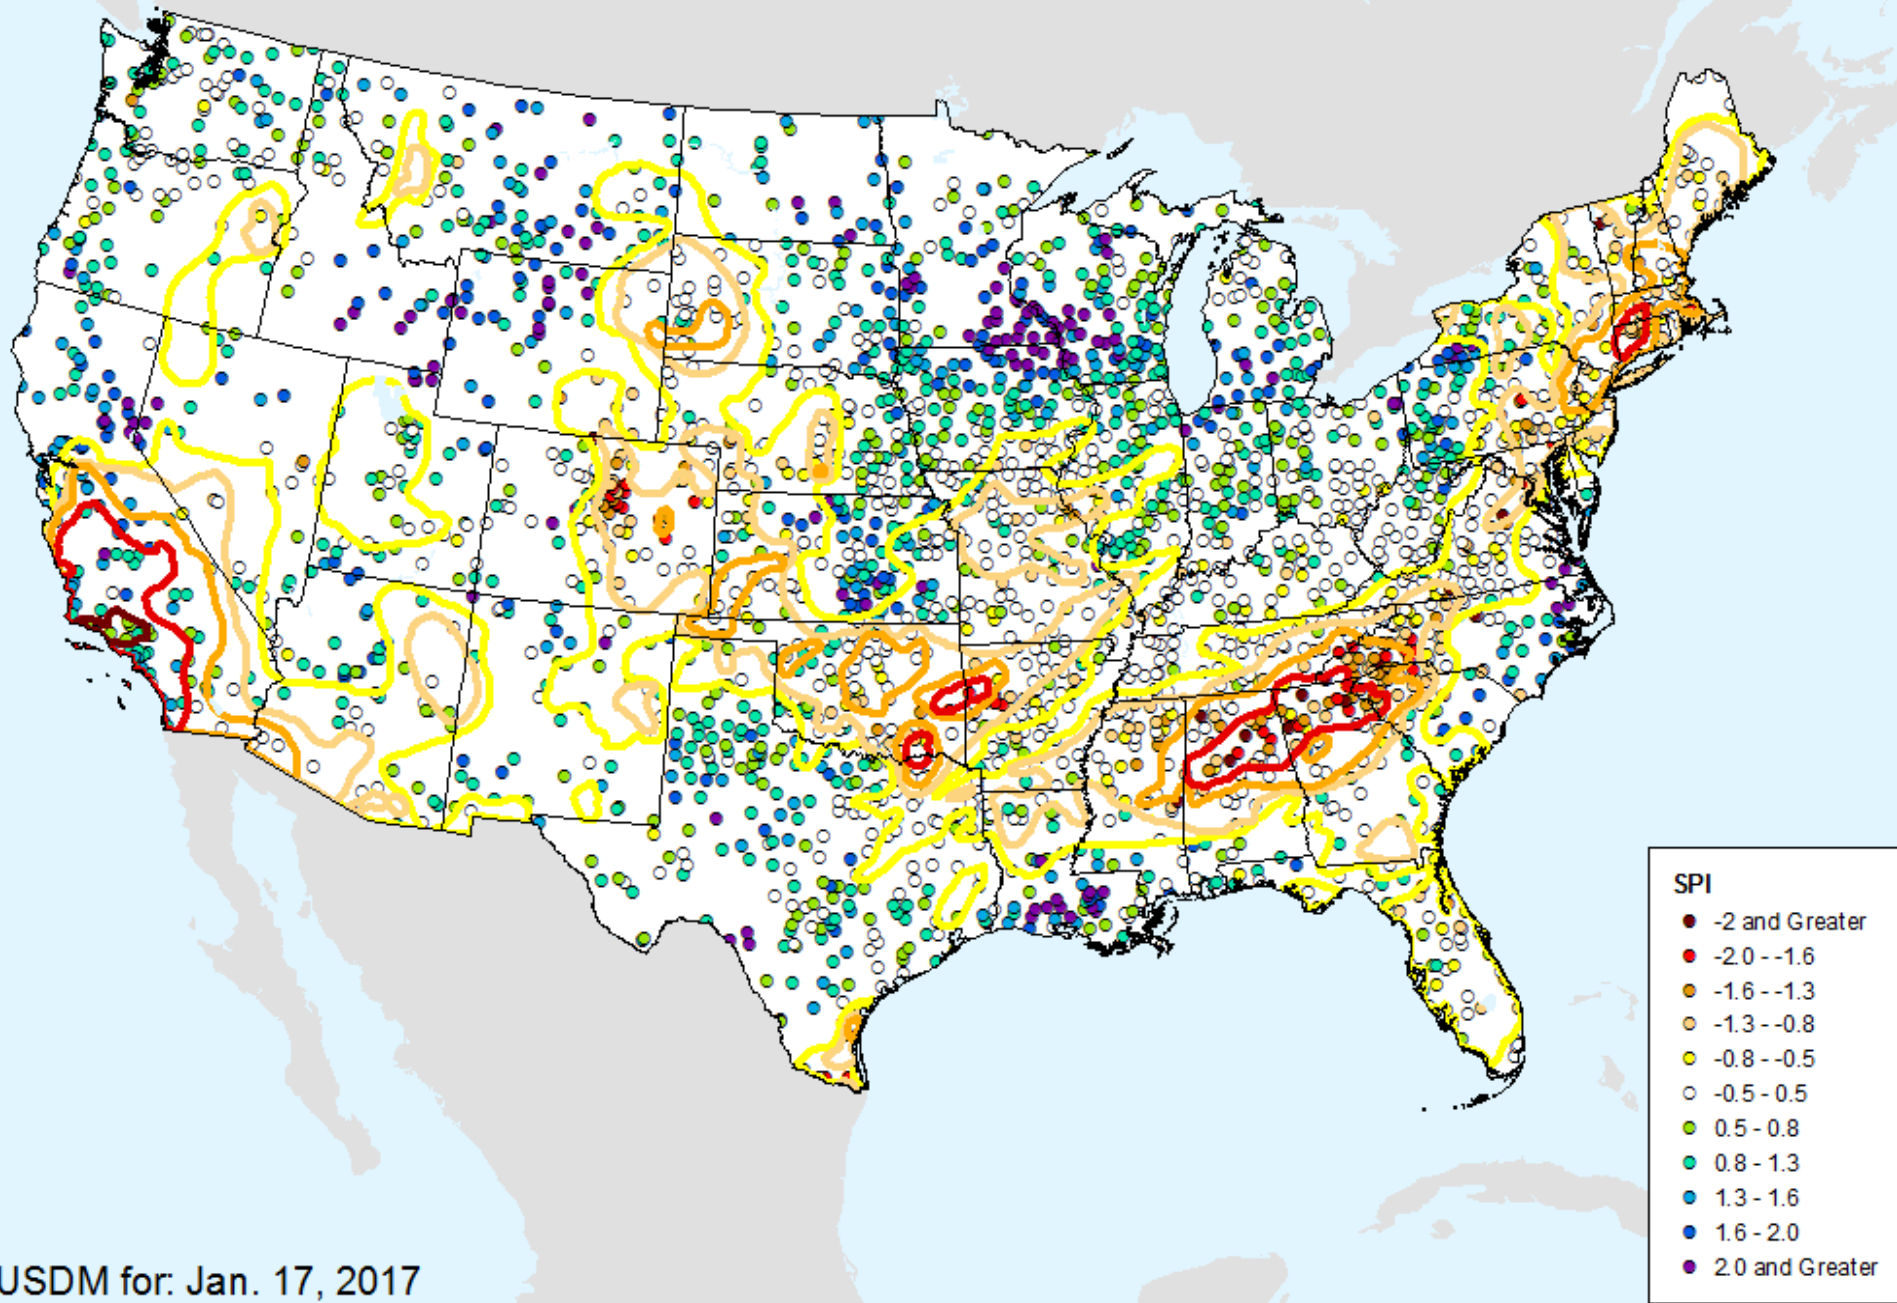 SPI
-2 and Greater
-2.0 - -1.6
-1.6 - -1.3
-1.3 - -0.8
-0.8 - -0.5
-0.5 - 0.5
0.5 - 0.8
0.8 - 1.3
1.3 - 1.6
1.6 - 2.0
2.0 and Greater
USDM for: Jan. 17, 2017